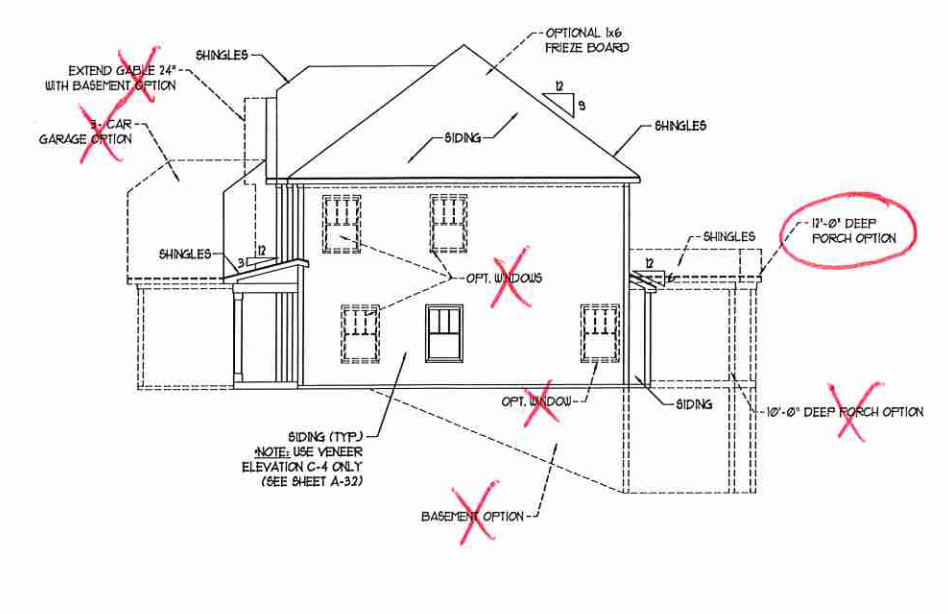 OPTIONAL 1x6
FRIEZE BOARD
SHINGLES
EXTEND GABLE 24"
WITH BASEMENT OPTION
12
9
3-CAR
GARAGE OPTION
SIDING
SHINGLES
12'-0" DEEP
PORCH OPTION
SHINGLES
SHINGLES
12
3
12
6
OPT. WINDOWS
OPT. WINDOW
SIDING
10'-0" DEEP PORCH OPTION
SIDING (TYP.)
*NOTE: USE VENEER
ELEVATION C-4 ONLY
(SEE SHEET A-3.2)
BASEMENT OPTION